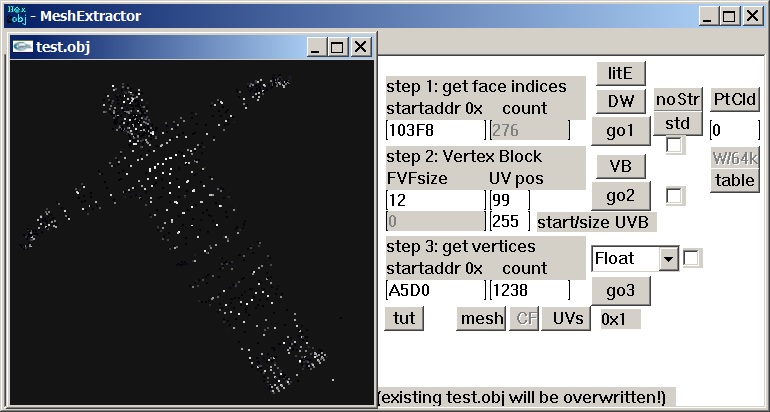 Hex obj - MeshExtractor
test.obj
step 1: get face indices
startaddr 0x count
103F8 276
litE
DW
go1
noStr
std
PtCld
0
step 2: Vertex Block
FVFsize UV pos
12 99
0 255 start/size UVB
VB
go2
W/64k
table
step 3: get vertices
startaddr 0x count
A5D0 1238
Float
go3
tut mesh CF UVs 0x1
(existing test.obj will be overwritten!)